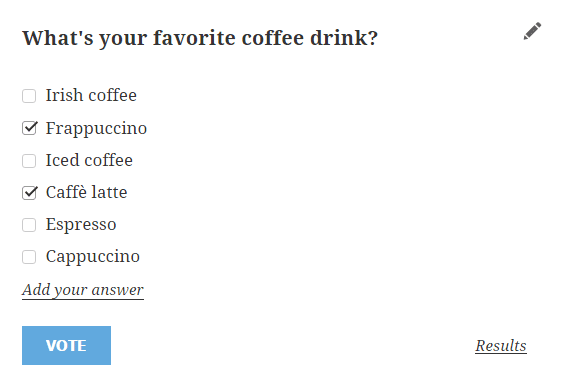 What's your favorite coffee drink?
Irish coffee
Frappuccino
Iced coffee
Caffè latte
Espresso
Cappuccino
Add your answer
VOTE
Results